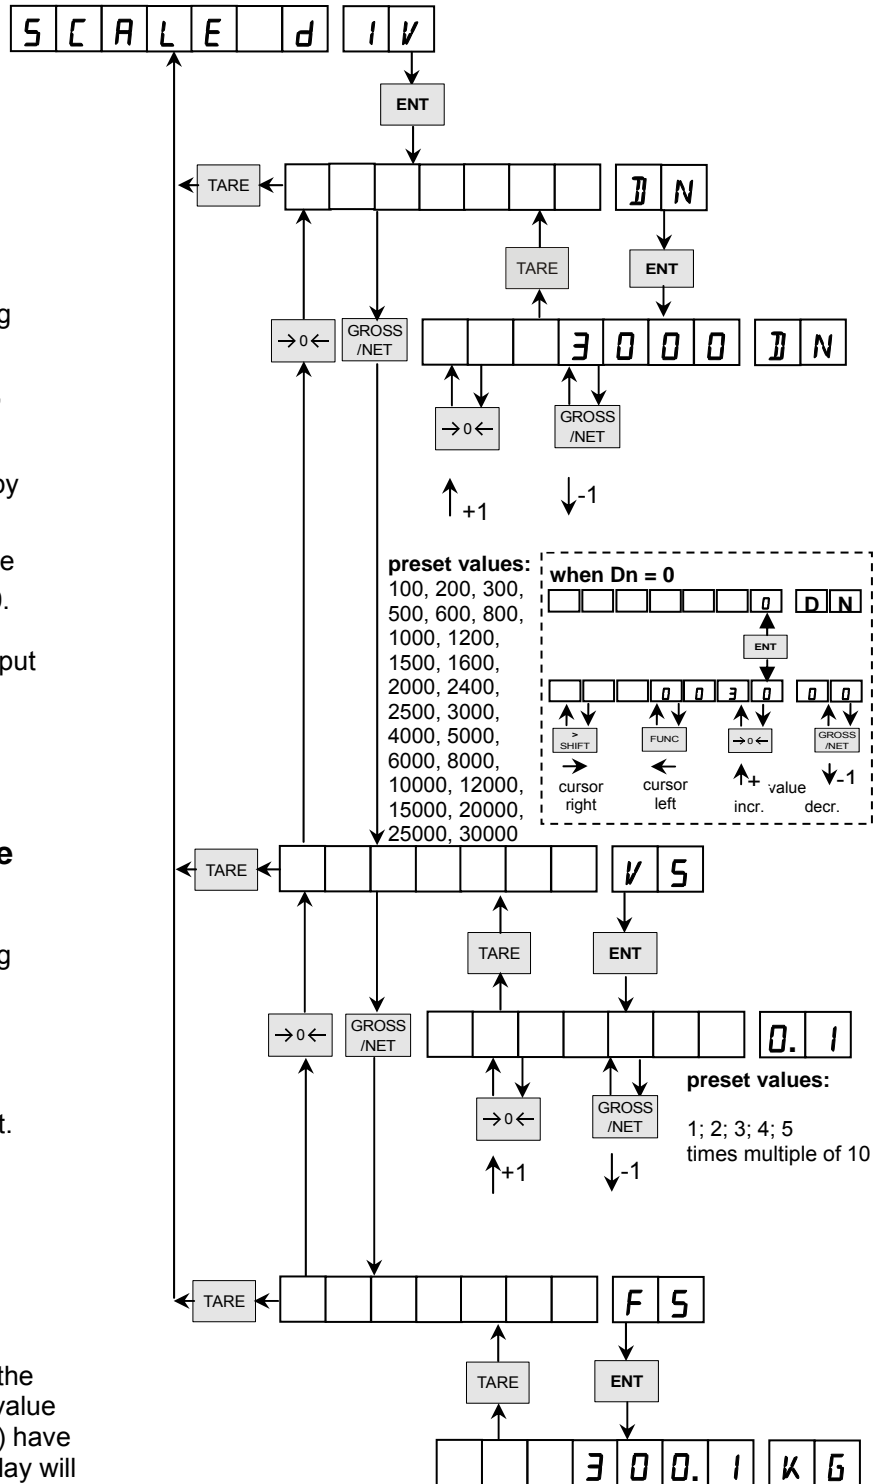 SCALE dIV
ENT
TARE
DN
TARE
ENT
g
→0←
GROSS
/NET
3000 DN
→0←
GROSS
/NET
by
+1
-1
e
preset values:
100, 200, 300,
500, 600, 800,
1000, 1200,
1500, 1600,
2000, 2400,
2500, 3000,
4000, 5000,
6000, 8000,
10000, 12000,
15000, 20000,
25000, 30000
when Dn = 0
0 DN
ENT
0030 00
>
SHIFT
FUNC
→0←
GROSS
/NET
cursor
right
cursor
left
+ value
incr.
-1
decr.
).
put
e
TARE
VS
g
TARE
ENT
→0←
GROSS
/NET
0.1
→0←
GROSS
/NET
preset values:
1; 2; 3; 4; 5
times multiple of 10
+1
-1
t.
TARE
FS
the
value
) have
lay will
TARE
ENT
300.1 KG